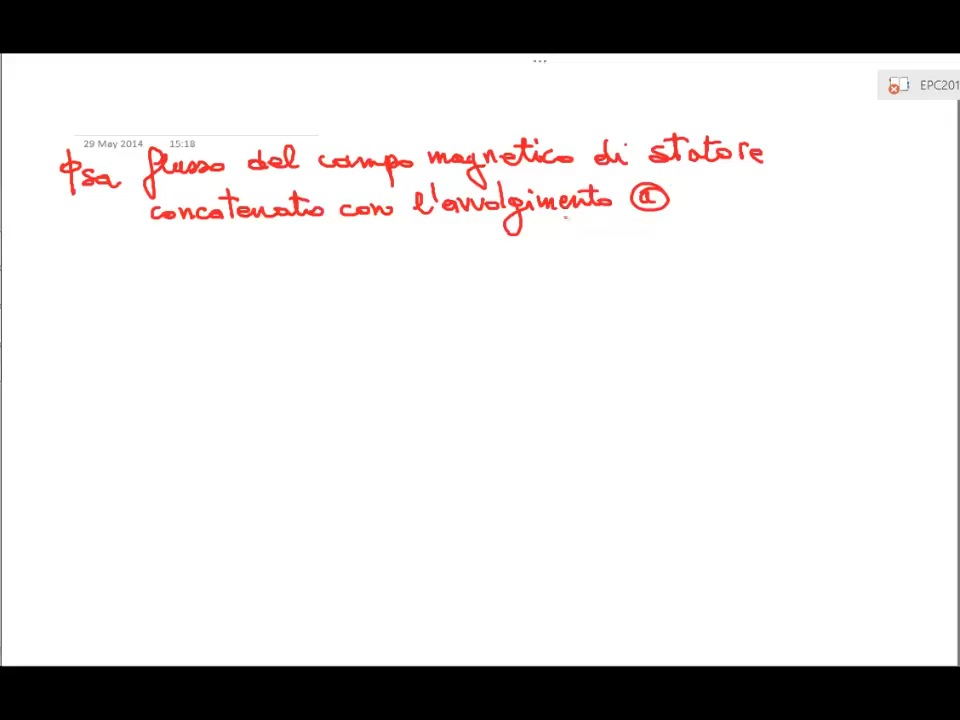 EPC201
29 May 2014 15:18
ϕsa flusso del campo magnetico di statore
concatenato con l'avvolgimento ⓐ